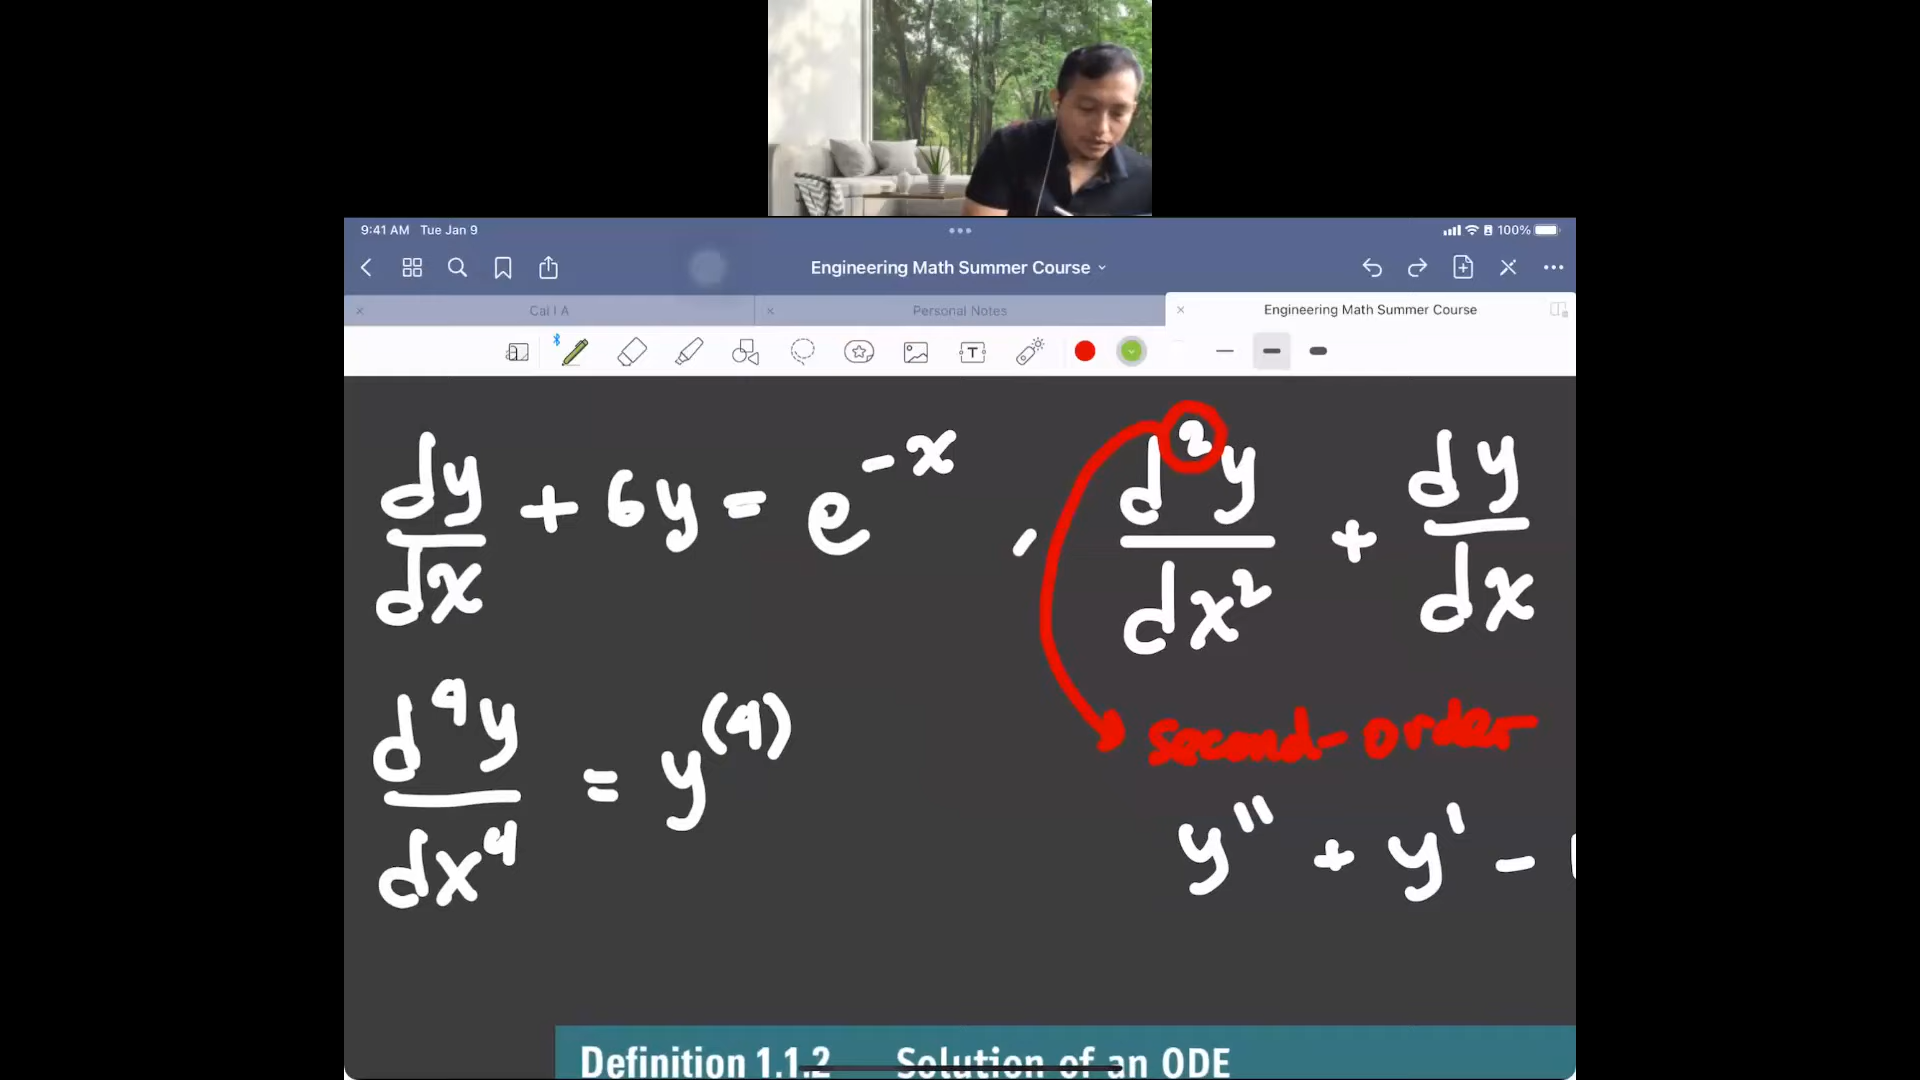 9:41 AM Tue Jan 9
100%
Engineering Math Summer Course
Cal I A
Personal Notes
Engineering Math Summer Course
T
dy/dx + 6y = e^-x , d²y/dx² + dy/dx
second-order
d⁴y/dx⁴ = y^(4)
y'' + y' -
Definition 1.1.2 Solution of an ODE